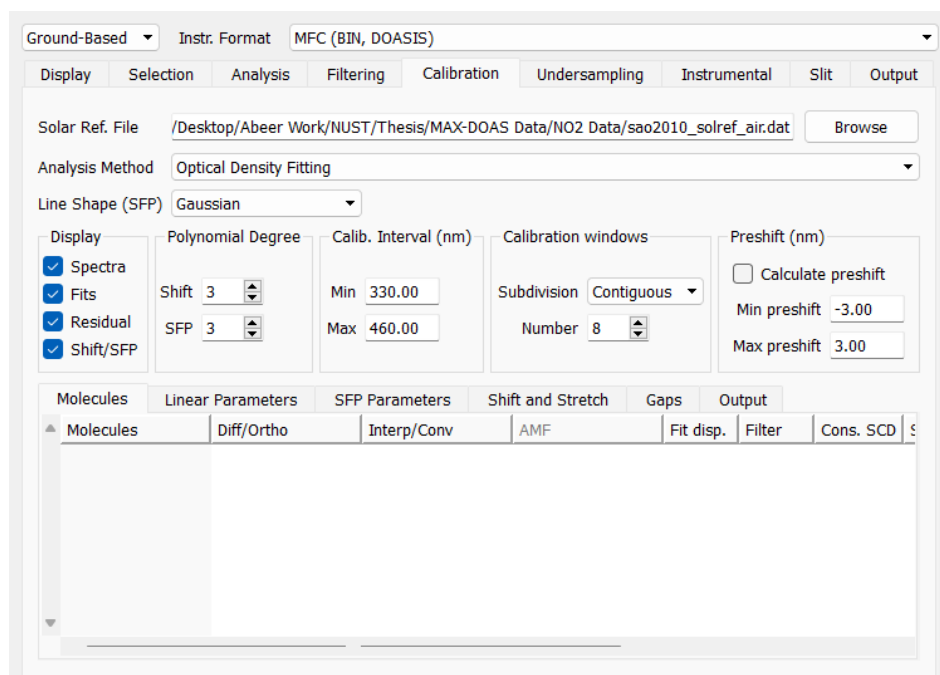 Ground-Based Instr. Format MFC (BIN, DOASIS)
Display Selection Analysis Filtering Calibration Undersampling Instrumental Slit Output
Solar Ref. File /Desktop/Abeer Work/NUST/Thesis/MAX-DOAS Data/NO2 Data/sao2010_solref_air.dat Browse
Analysis Method Optical Density Fitting
Line Shape (SFP) Gaussian
Display Polynomial Degree Calib. Interval (nm) Calibration windows Preshift (nm)
Spectra Calculate preshift
Fits Shift 3 Min 330.00 Subdivision Contiguous Min preshift -3.00
Residual SFP 3 Max 460.00 Number 8
Shift/SFP Max preshift 3.00
Molecules Linear Parameters SFP Parameters Shift and Stretch Gaps Output
Molecules Diff/Ortho Interp/Conv AMF Fit disp. Filter Cons. SCD